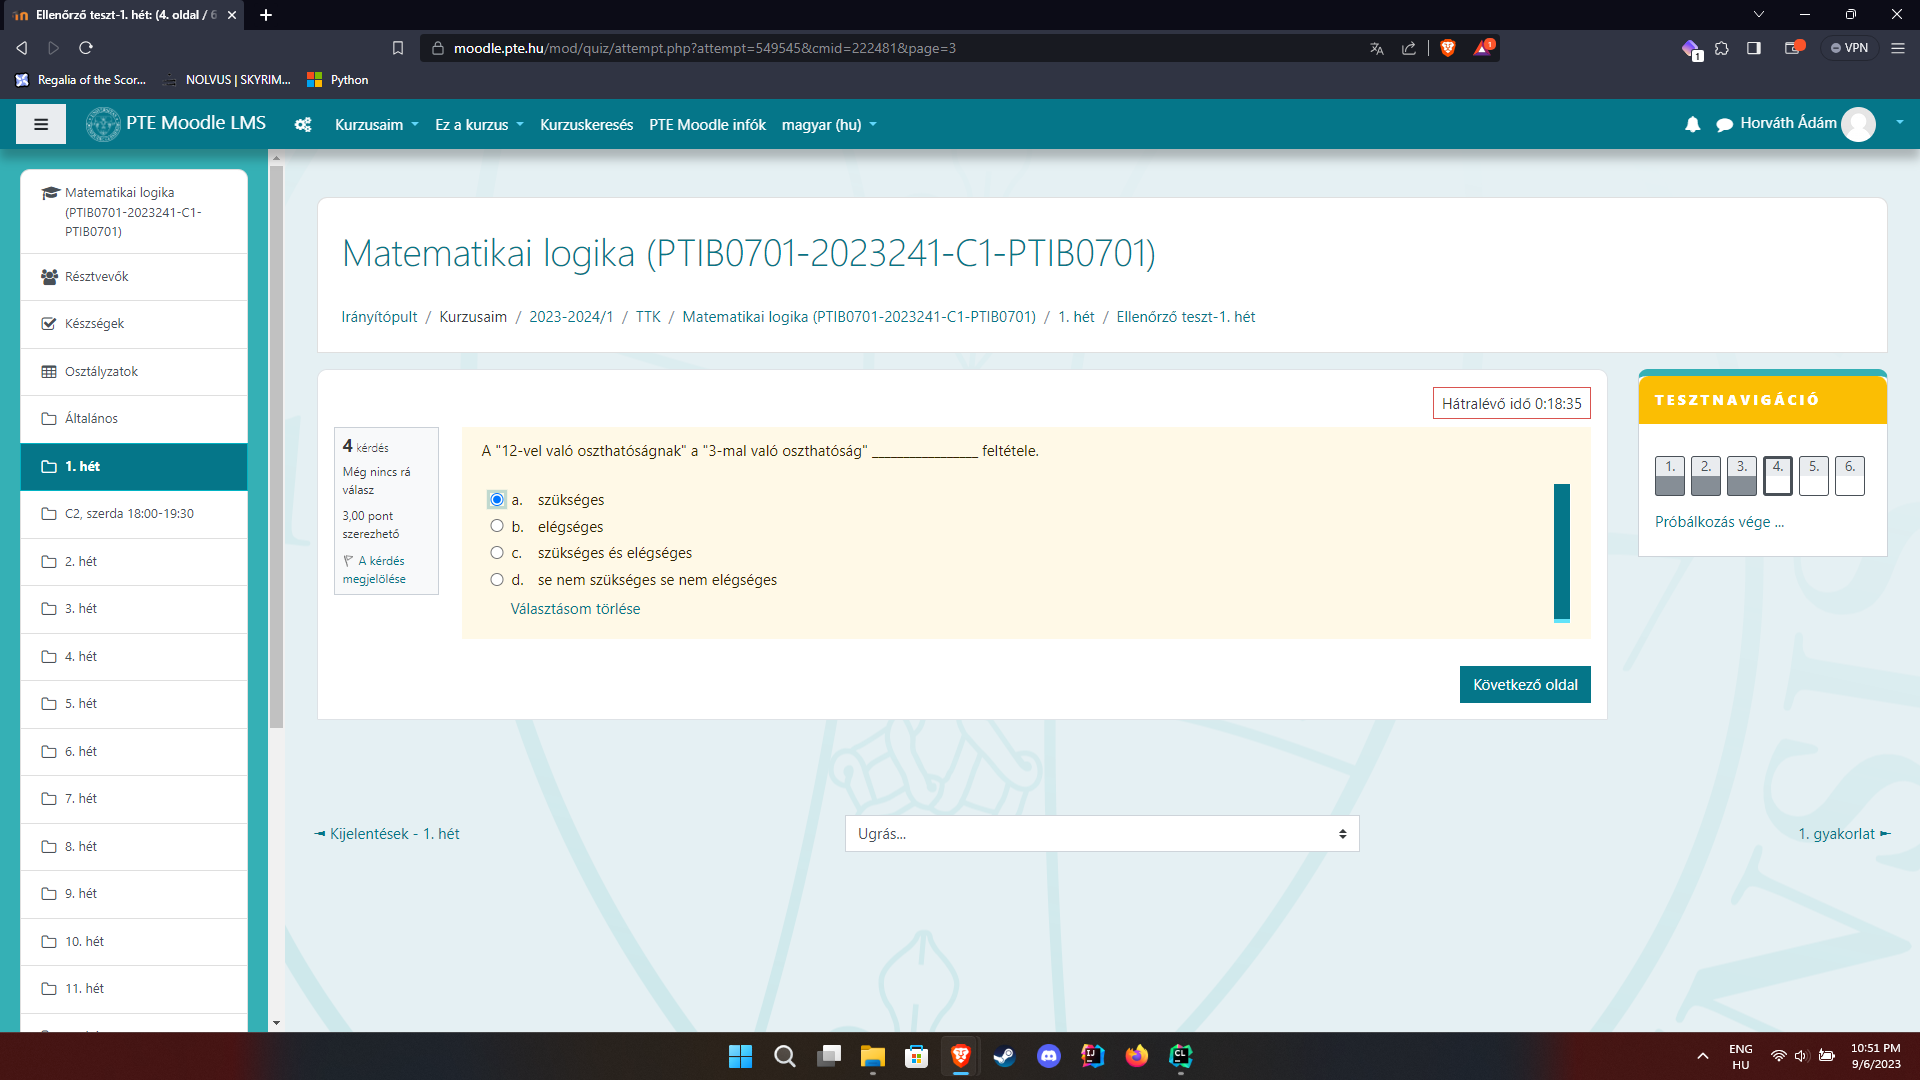 Ellenőrző teszt-1. hét: (4. oldal / 6
moodle.pte.hu/mod/quiz/attempt.php?attempt=549545&cmid=222481&page=3
1
1
VPN
Regalia of the Scor...
NOLVUS | SKYRIM...
Python
PTE Moodle LMS
Kurzusaim
Ez a kurzus
Kurzuskeresés
PTE Moodle infók
magyar (hu)
Horváth Ádám
Matematikai logika
(PTIB0701-2023241-C1-
PTIB0701)
Résztvevők
Készségek
Osztályzatok
Általános
1. hét
C2, szerda 18:00-19:30
2. hét
3. hét
4. hét
5. hét
6. hét
7. hét
8. hét
9. hét
10. hét
11. hét
Matematikai logika (PTIB0701-2023241-C1-PTIB0701)
Irányítópult / Kurzusaim / 2023-2024/1 / TTK / Matematikai logika (PTIB0701-2023241-C1-PTIB0701) / 1. hét / Ellenőrző teszt-1. hét
Hátralévő idő 0:18:35
4 kérdés
Még nincs rá
válasz
3,00 pont
szerezhető
A kérdés
megjelölése
A "12-vel való oszthatóságnak" a "3-mal való oszthatóság" ______________ feltétele.
a. szükséges
b. elégséges
c. szükséges és elégséges
d. se nem szükséges se nem elégséges
Választásom törlése
Következő oldal
TESZTNAVIGÁCIÓ
1. 2. 3. 4. 5. 6.
Próbálkozás vége ...
◄ Kijelentések - 1. hét
Ugrás...
1. gyakorlat ►
ENG
HU
10:51 PM
9/6/2023